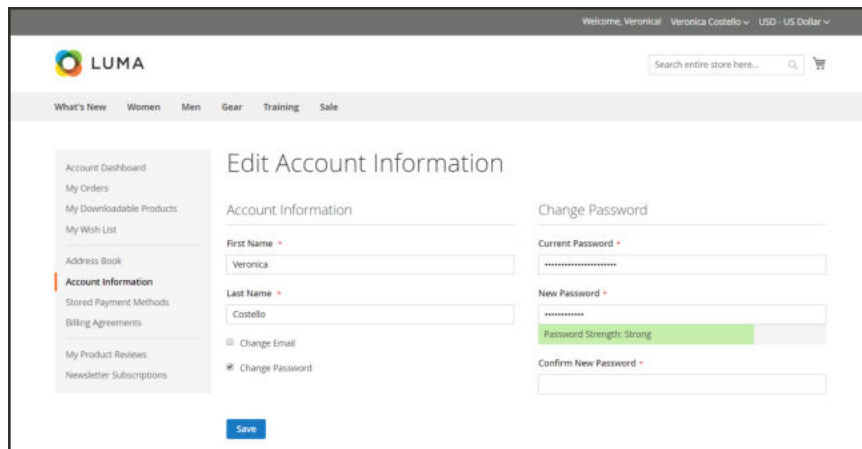 Welcome, Veronica! Veronica Costello USD - US Dollar
LUMA
Search entire store here...
What's New Women Men Gear Training Sale
Account Dashboard
My Orders
My Downloadable Products
My Wish List
Address Book
Account Information
Stored Payment Methods
Billing Agreements
My Product Reviews
Newsletter Subscriptions
Edit Account Information
Account Information
First Name *
Veronica
Last Name *
Costello
Change Email
Change Password
Save
Change Password
Current Password *
New Password *
Password Strength: Strong
Confirm New Password *